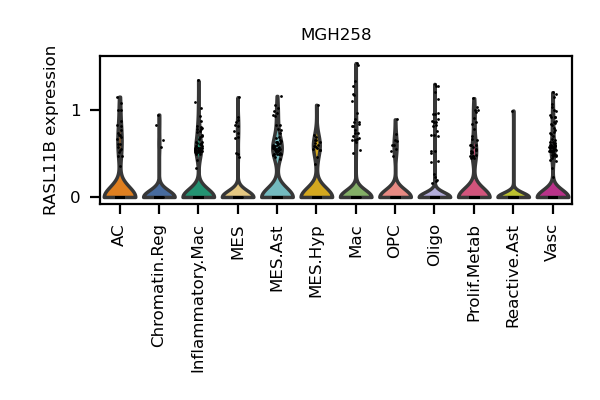 MGH258
RASL11B expression
1
0
AC
Chromatin.Reg
Inflammatory.Mac
MES
MES.Ast
MES.Hyp
Mac
OPC
Oligo
Prolif.Metab
Reactive.Ast
Vasc